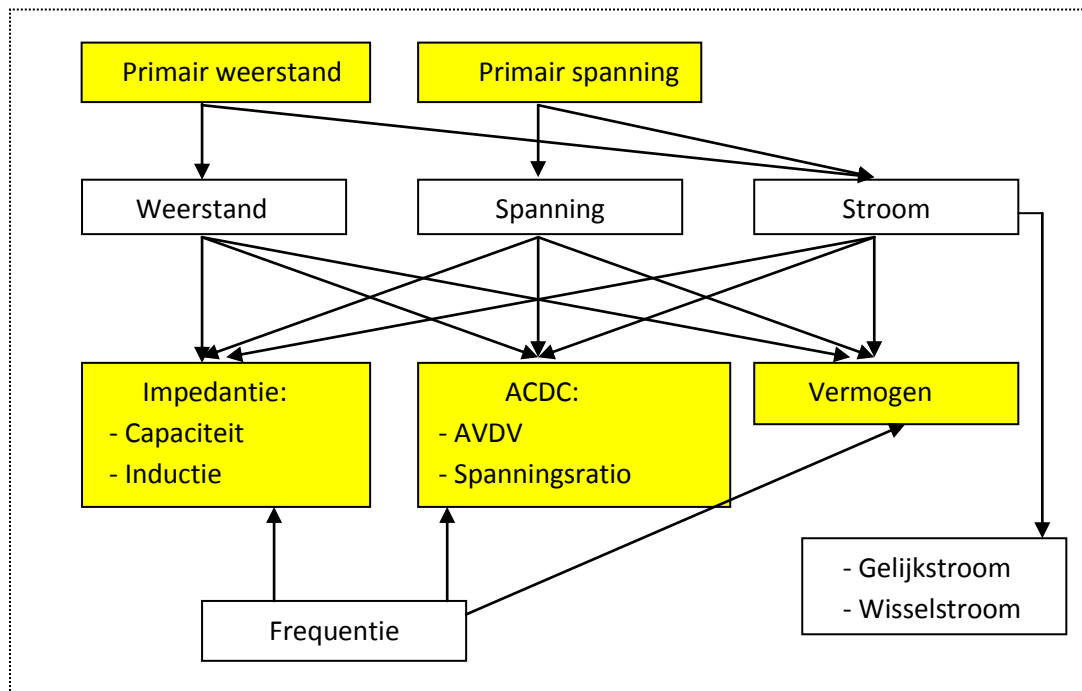 Primair weerstand
Primair spanning
Weerstand
Spanning
Stroom
Impedantie:
- Capaciteit
- Inductie
ACDC:
- AVDV
- Spanningsratio
Vermogen
- Gelijkstroom
- Wisselstroom
Frequentie